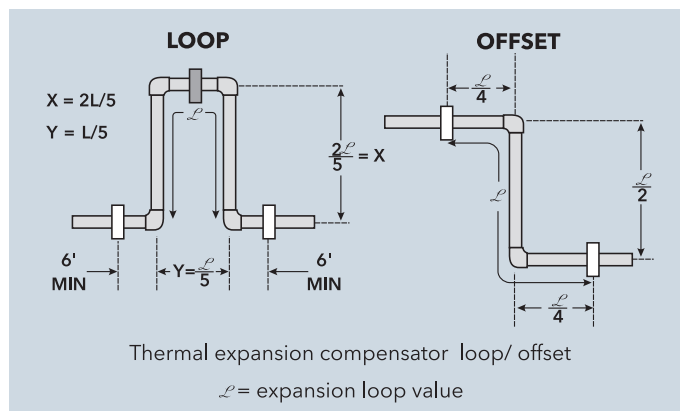 LOOP
X = 2L/5
Y = L/5
ℒ
2ℒ/5 = X
6'
MIN
Y=ℒ/5
6'
MIN
OFFSET
ℒ/4
ℒ
ℒ/2
ℒ/4
Thermal expansion compensator loop/ offset
ℒ = expansion loop value